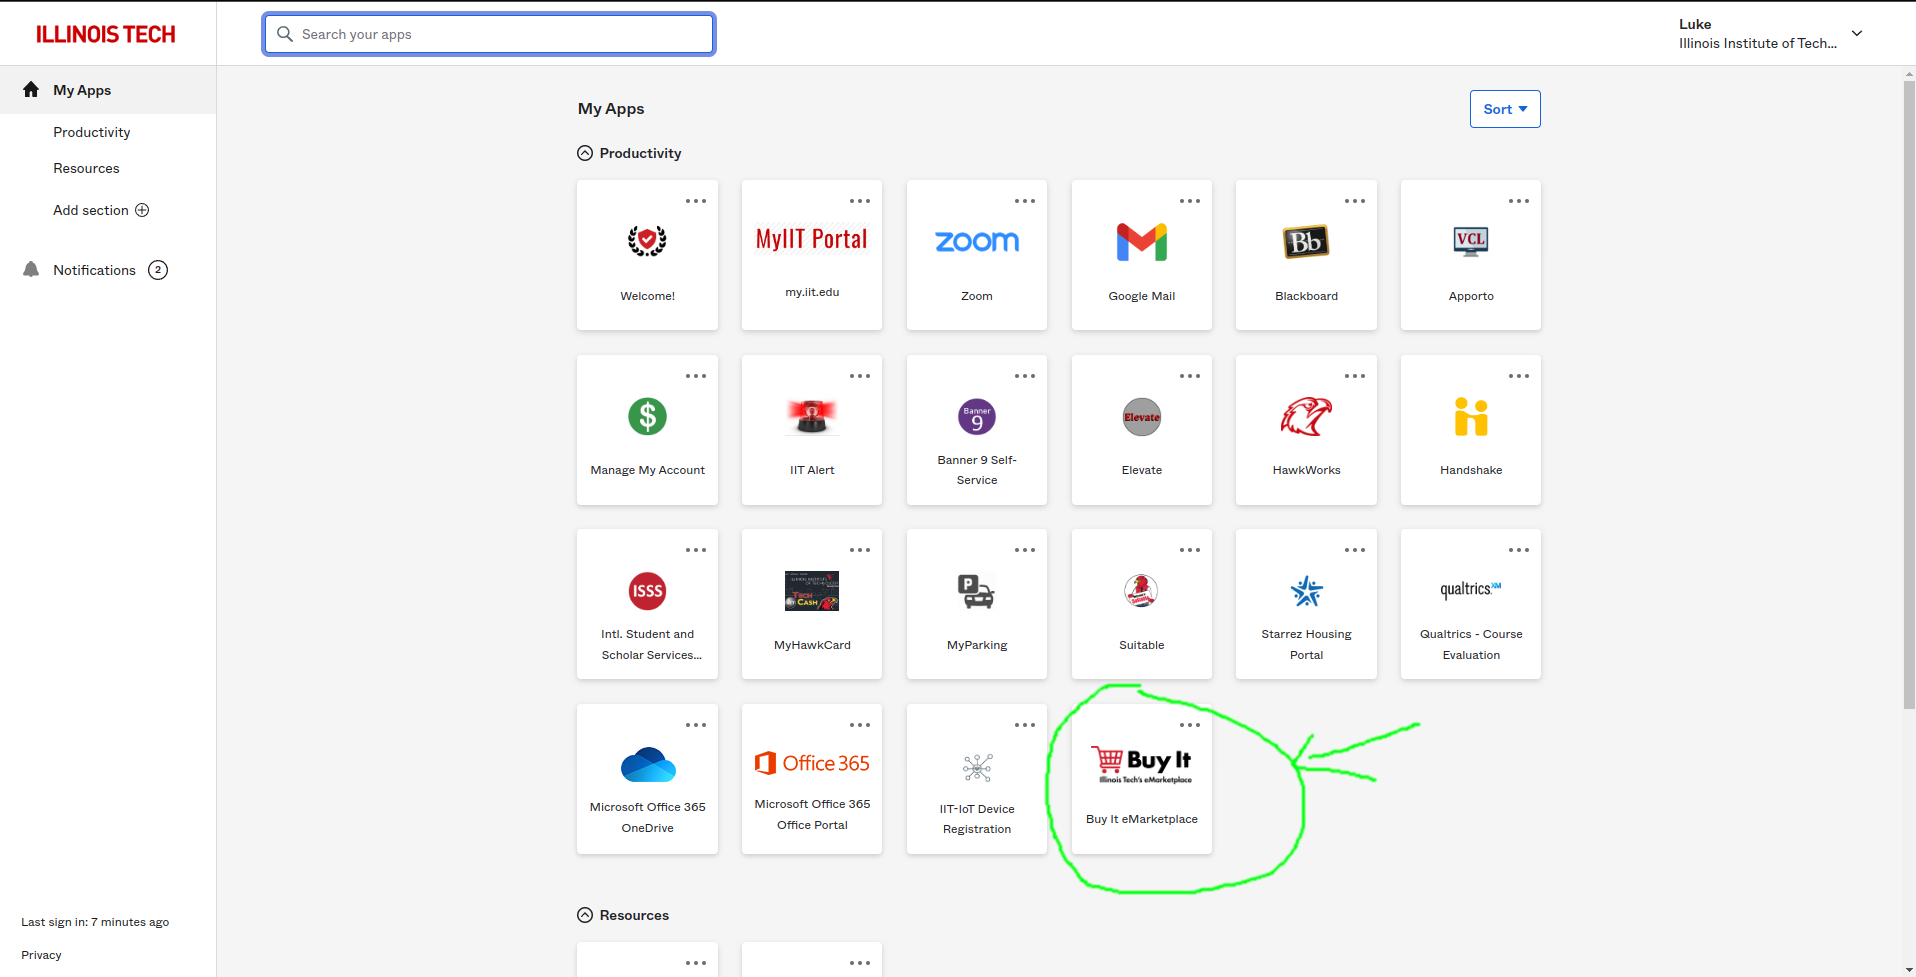 ILLINOIS TECH
Search your apps
Luke
Illinois Institute of Tech...
My Apps
Productivity
Resources
Add section
Notifications 2
Last sign in: 7 minutes ago
Privacy
My Apps
Sort
Productivity
Welcome!
MyIIT Portal
my.iit.edu
zoom
Zoom
Google Mail
Bb
Blackboard
VCL
Apporto
$
Manage My Account
IIT Alert
Banner
9
Banner 9 Self-
Service
Elevate
Elevate
HawkWorks
Handshake
ISSS
Intl. Student and
Scholar Services...
TECH
CASH
MyHawkCard
P
MyParking
Suitable
Starrez Housing
Portal
qualtrics.XM
Qualtrics - Course
Evaluation
Microsoft Office 365
OneDrive
Office 365
Microsoft Office 365
Office Portal
IIT-IoT Device
Registration
Buy It
Illinois Tech's eMarketplace
Buy It eMarketplace
Resources